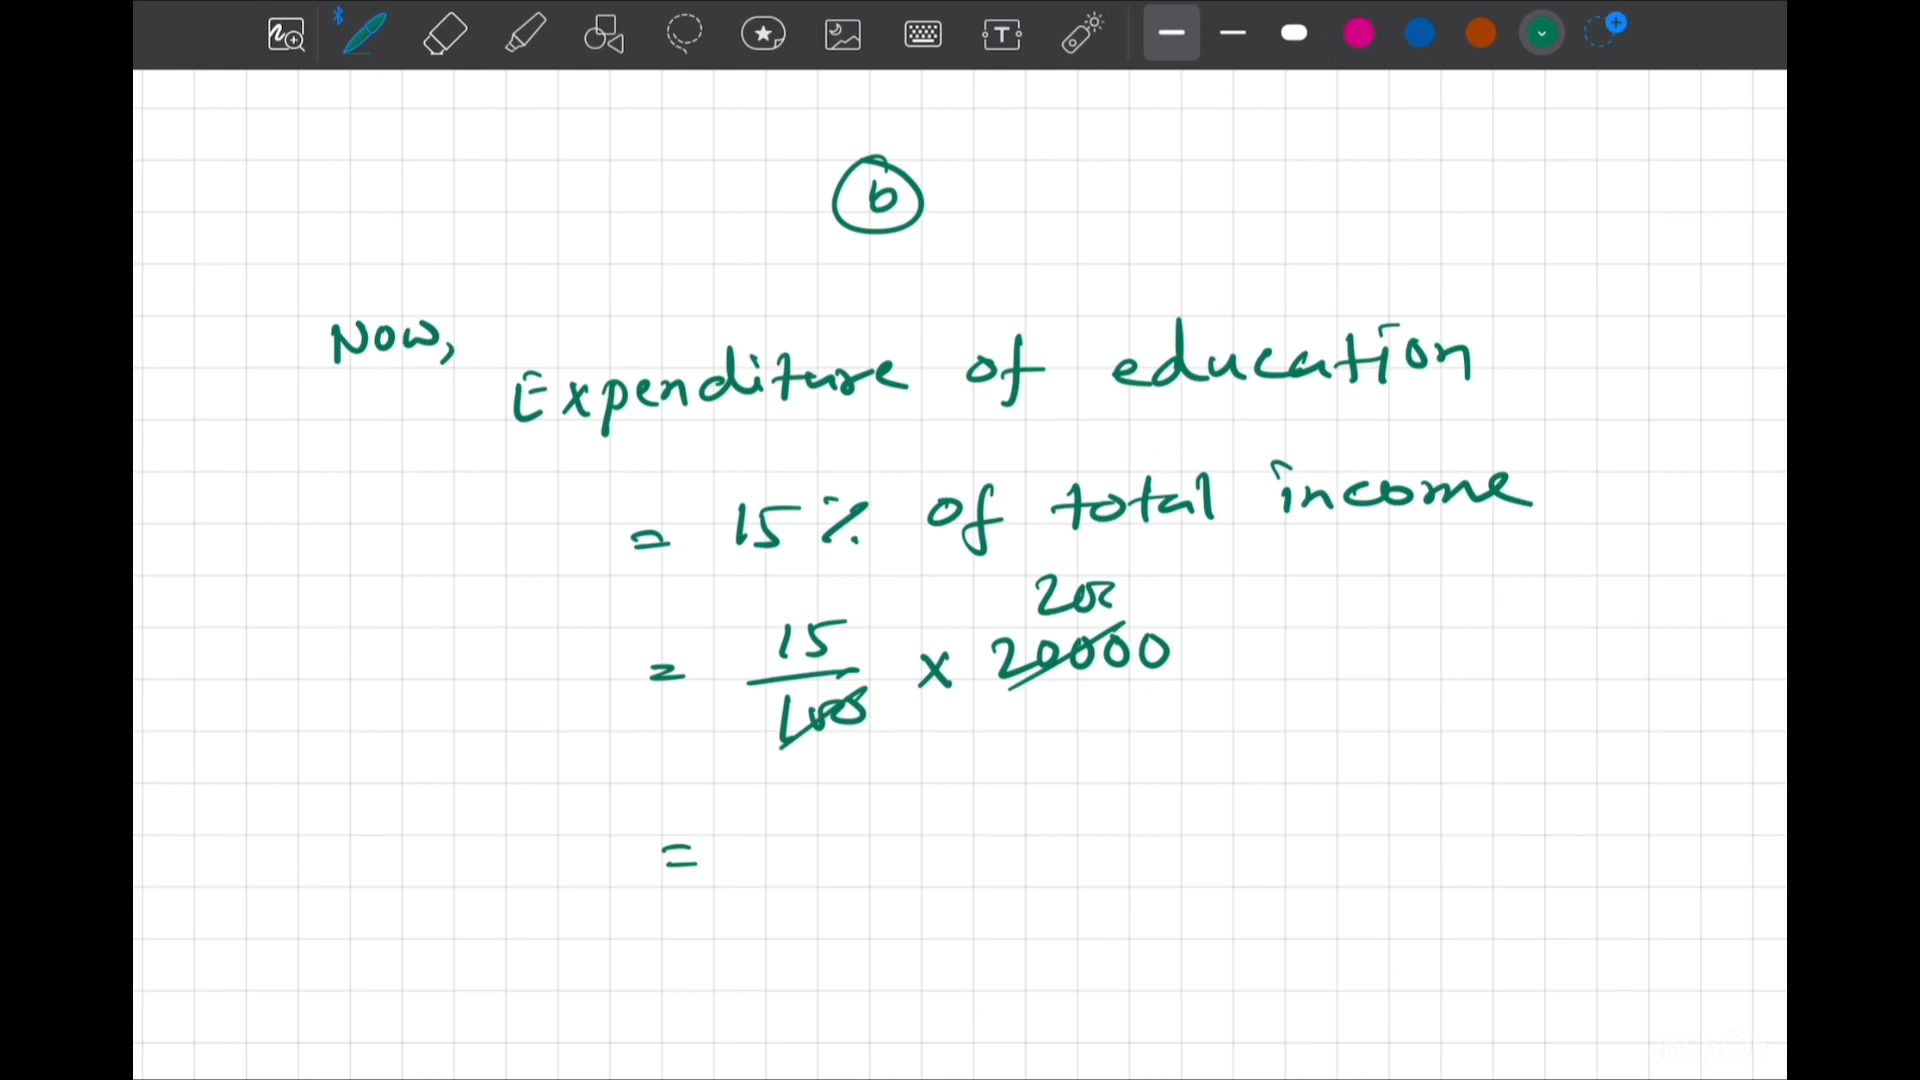 b
Now,
Expenditure of education
= 15% of total income
200
= 15/100 × 20000
=